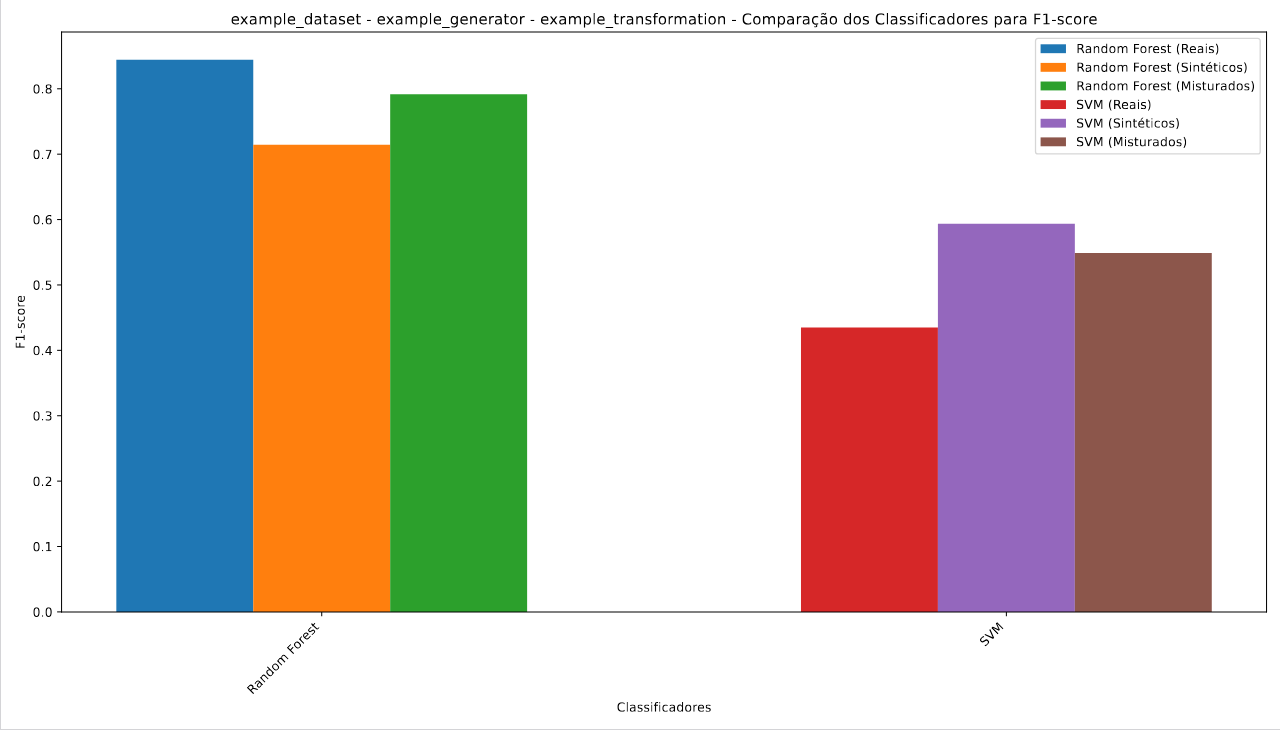 example_dataset - example_generator - example_transformation - Comparação dos Classificadores para F1-score
Random Forest (Reais)
Random Forest (Sintéticos)
Random Forest (Misturados)
SVM (Reais)
SVM (Sintéticos)
SVM (Misturados)
F1-score
0.8
0.7
0.6
0.5
0.4
0.3
0.2
0.1
0.0
Random Forest
SVM
Classificadores